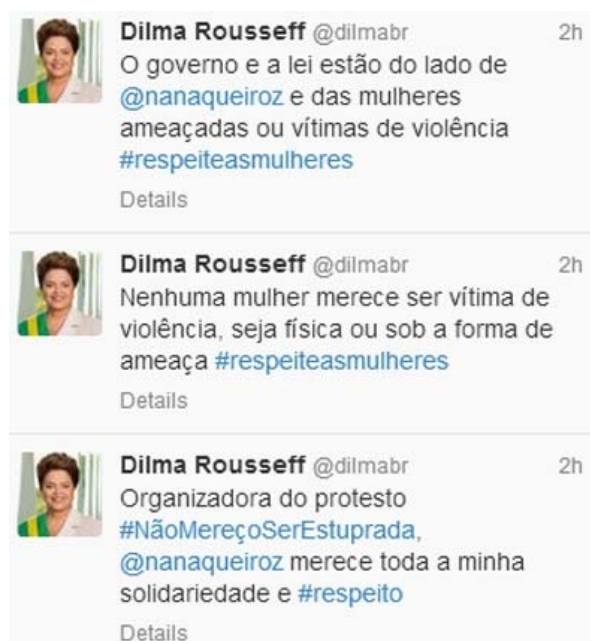 Dilma Rousseff @dilmabr 2h
O governo e a lei estão do lado de
@nanaqueiroz e das mulheres
ameaçadas ou vítimas de violência
#respeiteasmulheres
Details
Dilma Rousseff @dilmabr 2h
Nenhuma mulher merece ser vítima de
violência, seja física ou sob a forma de
ameaça #respeiteasmulheres
Details
Dilma Rousseff @dilmabr 2h
Organizadora do protesto
#NãoMereçoSerEstuprada,
@nanaqueiroz merece toda a minha
solidariedade e #respeito
Details